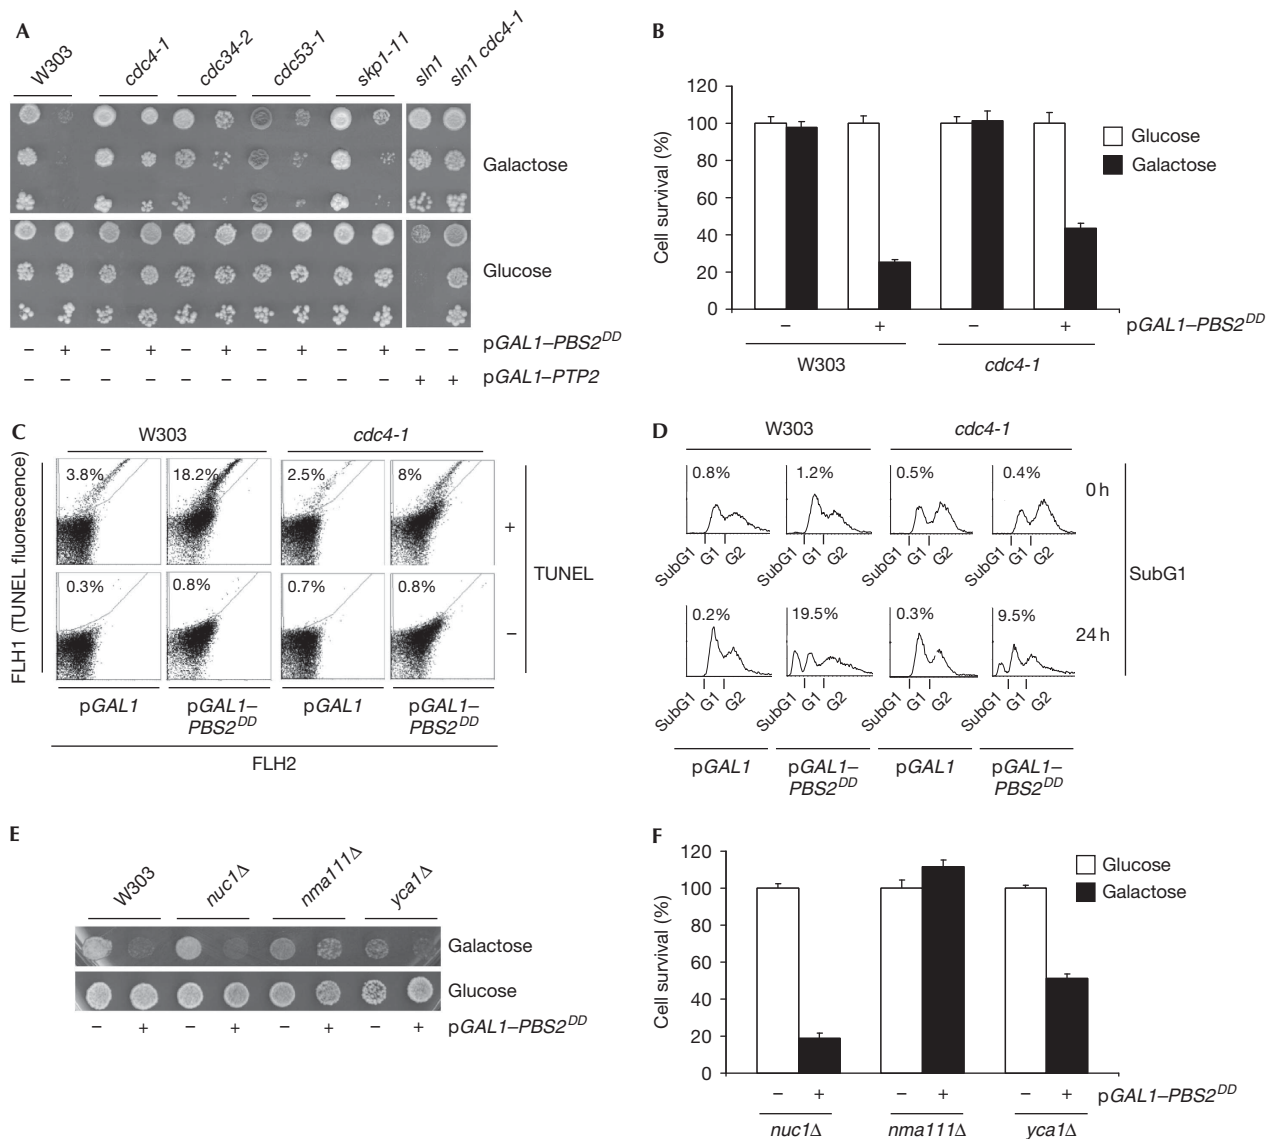 A
W303
cdc4-1
cdc34-2
cdc53-1
skp1-11
sln1
sln1 cdc4-1
Galactose
Glucose
– + – + – + – + – + – – pGAL1–PBS2DD
– – – – – – – – – – + + pGAL1–PTP2
B
Cell survival (%)
120
100
80
60
40
20
0
Glucose
Galactose
– + – + pGAL1–PBS2DD
W303 cdc4-1
C
W303 cdc4-1
FLH1 (TUNEL fluorescence)
3.8% 18.2% 2.5% 8%
+
TUNEL
0.3% 0.8% 0.7% 0.8%
–
pGAL1 pGAL1–PBS2DD pGAL1 pGAL1–PBS2DD
FLH2
D
W303 cdc4-1
0.8% 1.2% 0.5% 0.4%
0 h
SubG1 G1 G2 SubG1 G1 G2 SubG1 G1 G2 SubG1 G1 G2
SubG1
0.2% 19.5% 0.3% 9.5%
24 h
SubG1 G1 G2 SubG1 G1 G2 SubG1 G1 G2 SubG1 G1 G2
pGAL1 pGAL1–PBS2DD pGAL1 pGAL1–PBS2DD
E
W303 nuc1Δ nma111Δ yca1Δ
Galactose
Glucose
– + – + – + – + pGAL1–PBS2DD
F
Cell survival (%)
120
100
80
60
40
20
0
Glucose
Galactose
– + – + – + pGAL1–PBS2DD
nuc1Δ nma111Δ yca1Δ